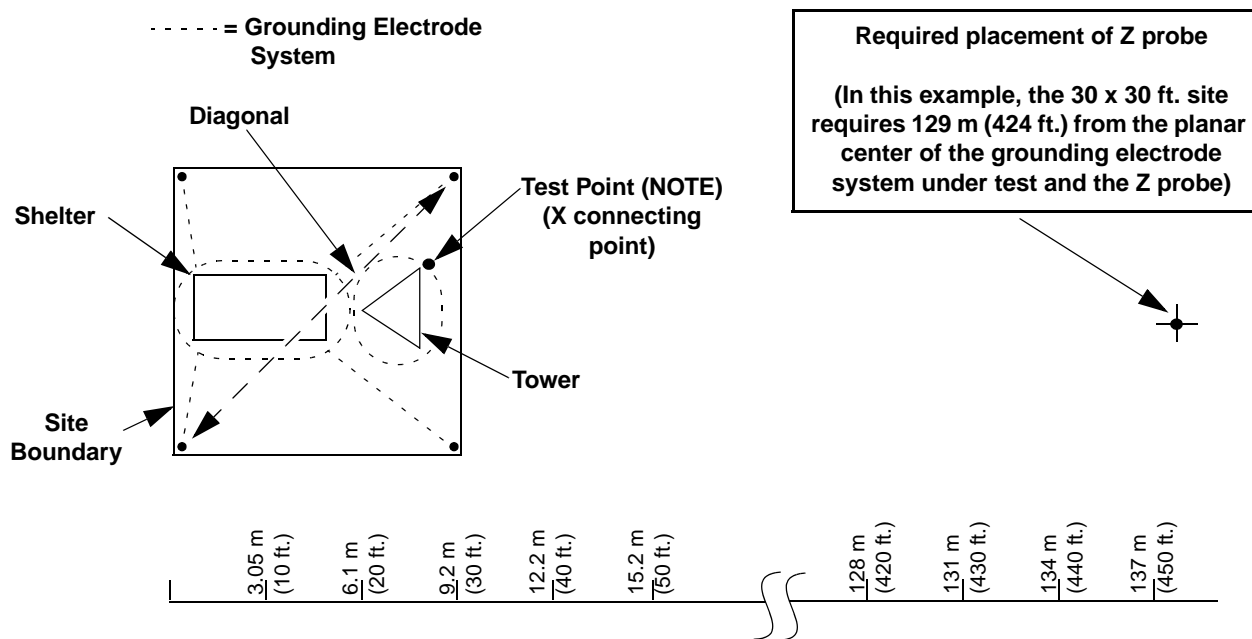 = Grounding Electrode
System
Required placement of Z probe
(In this example, the 30 x 30 ft. site
requires 129 m (424 ft.) from the planar
center of the grounding electrode
system under test and the Z probe)
Diagonal
Test Point (NOTE)
(X connecting
point)
Shelter
Tower
Site
Boundary
3.05 m
(10 ft.)
6.1 m
(20 ft.)
9.2 m
(30 ft.)
12.2 m
(40 ft.)
15.2 m
(50 ft.)
128 m
(420 ft.)
131 m
(430 ft.)
134 m
(440 ft.)
137 m
(450 ft.)